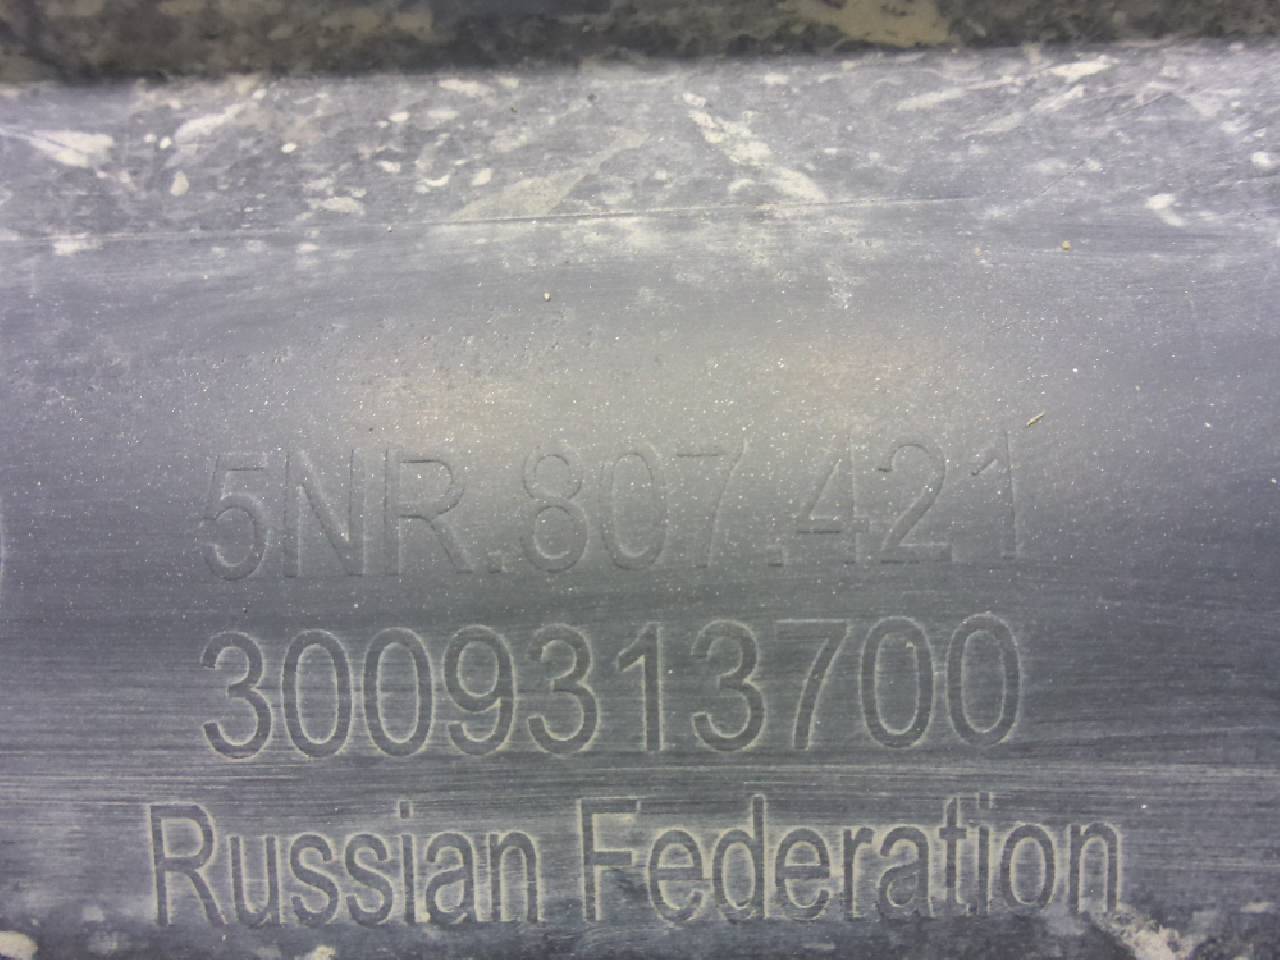 5NR.807.421
3009313700
Russian Federation